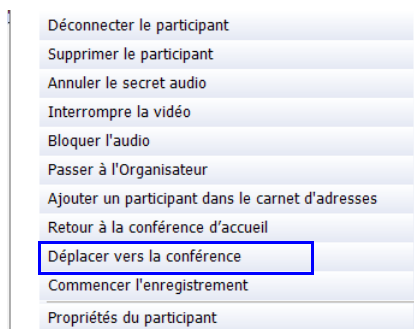 Déconnecter le participant
Supprimer le participant
Annuler le secret audio
Interrompre la vidéo
Bloquer l'audio
Passer à l'Organisateur
Ajouter un participant dans le carnet d'adresses
Retour à la conférence d’accueil
Déplacer vers la conférence
Commencer l'enregistrement
Propriétés du participant